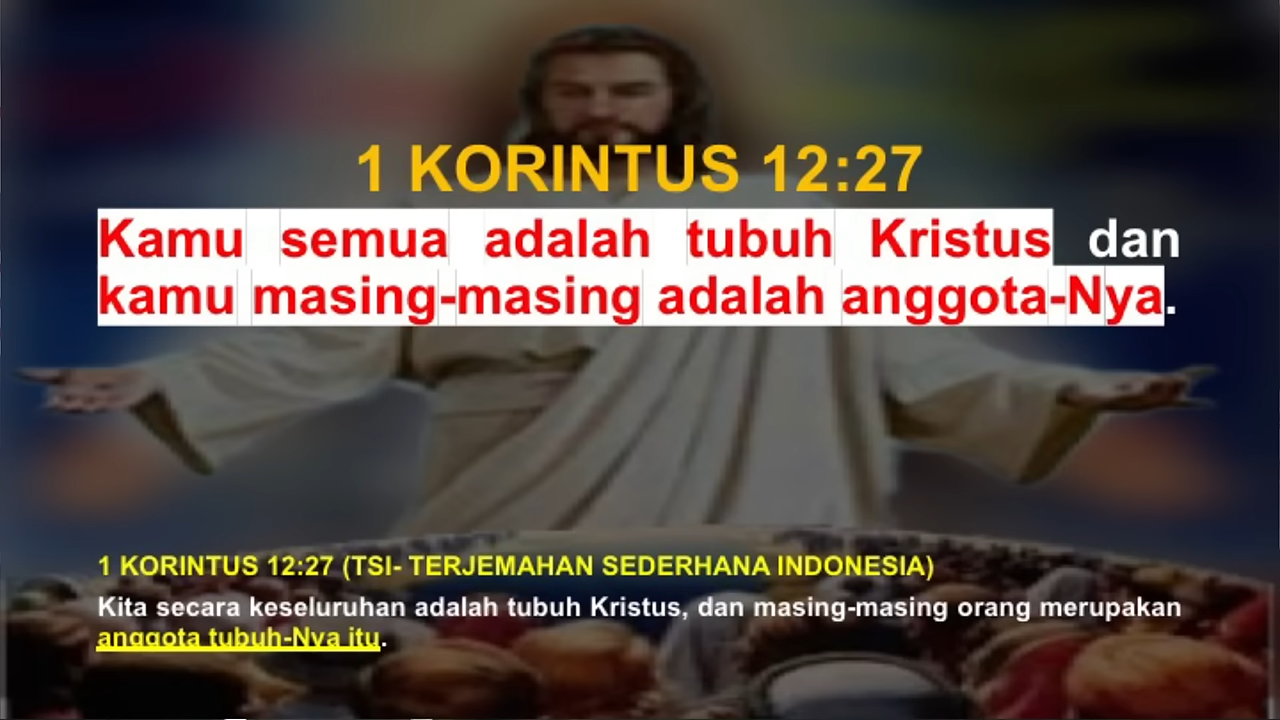 1 KORINTUS 12:27
Kamu semua adalah tubuh Kristus dan
kamu masing-masing adalah anggota-Nya.
1 KORINTUS 12:27 (TSI- TERJEMAHAN SEDERHANA INDONESIA)
Kita secara keseluruhan adalah tubuh Kristus, dan masing-masing orang merupakan
anggota tubuh-Nya itu.